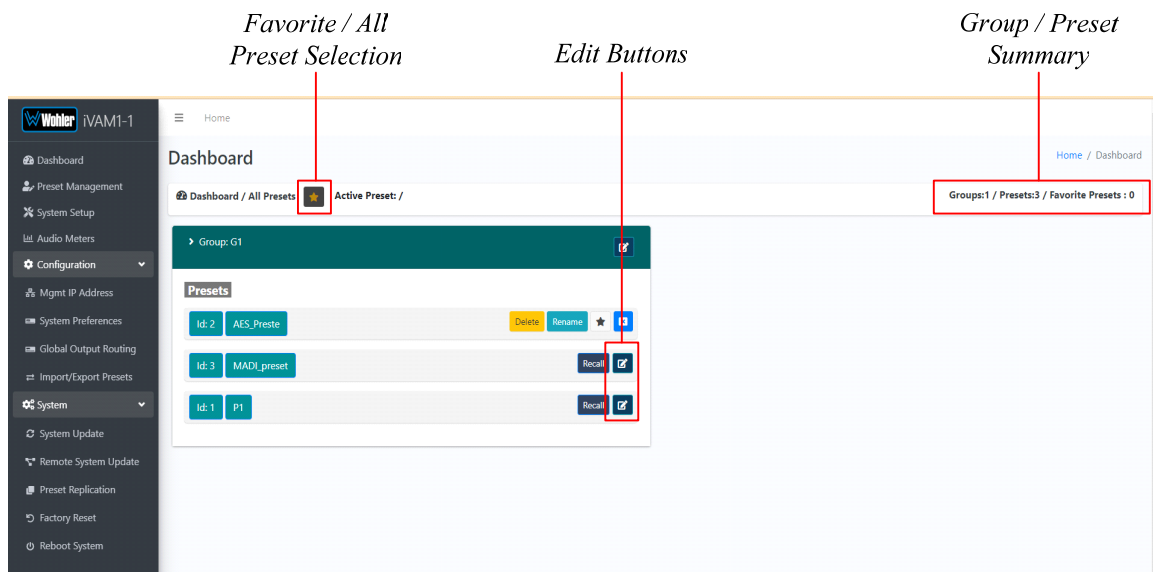 Favorite / All
Preset Selection
Edit Buttons
Group / Preset
Summary
Wohler iVAM1-1
Home
Dashboard
Preset Management
System Setup
Audio Meters
Configuration
Mgmt IP Address
System Preferences
Global Output Routing
Import/Export Presets
System
System Update
Remote System Update
Preset Replication
Factory Reset
Reboot System
Dashboard
Home / Dashboard
Dashboard / All Presets
Active Preset: /
Groups:1 / Presets:3 / Favorite Presets : 0
Group: G1
Presets
Id: 2 AES_Preste Delete Rename
Id: 3 MADI_preset Recall
Id: 1 P1 Recall